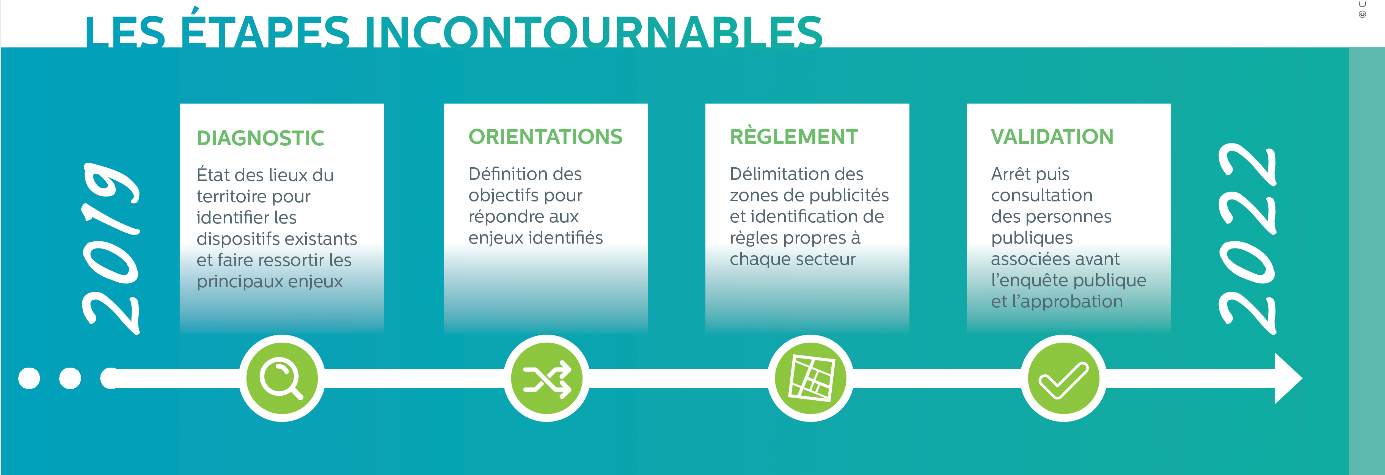 LES ÉTAPES INCONTOURNABLES
2019
DIAGNOSTIC
État des lieux du
territoire pour
identifier les
dispositifs existants
et faire ressortir les
principaux enjeux
ORIENTATIONS
Définition des
objectifs pour
répondre aux
enjeux identifiés
RÈGLEMENT
Délimitation des
zones de publicités
et identification de
règles propres à
chaque secteur
VALIDATION
Arrêt puis
consultation
des personnes
publiques
associées avant
l'enquête publique
et l'approbation
2022